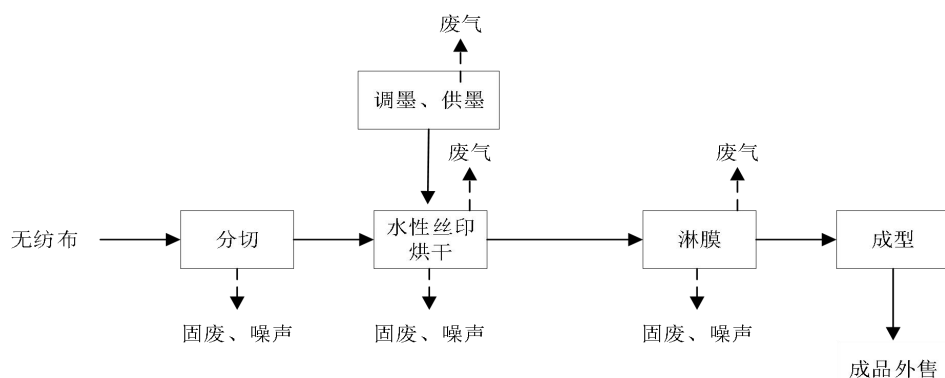 废气
调墨、供墨
废气
废气
无纺布
分切
水性丝印
烘干
淋膜
成型
固废、噪声
固废、噪声
固废、噪声
成品外售